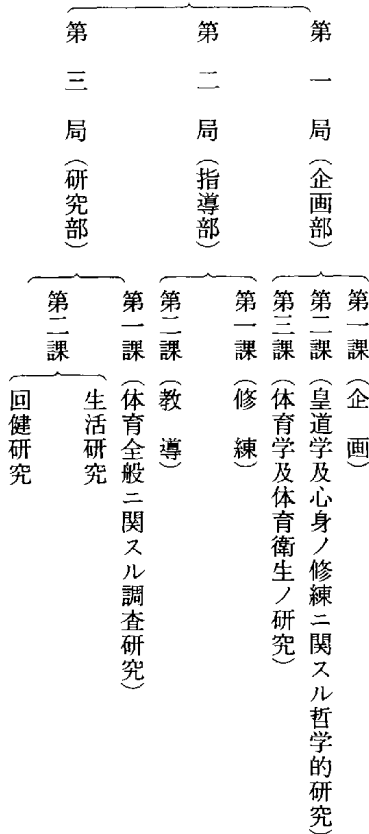 第一局（企画部）
第一課（企画）
第二課（皇道学及心身ノ修練ニ関スル哲学的研究）
第三課（体育学及体育衛生ノ研究）
第二局（指導部）
第一課（修練）
第二課（教導）
第三局（研究部）
第一課（体育全般ニ関スル調査研究）
第二課
生活研究
回健研究